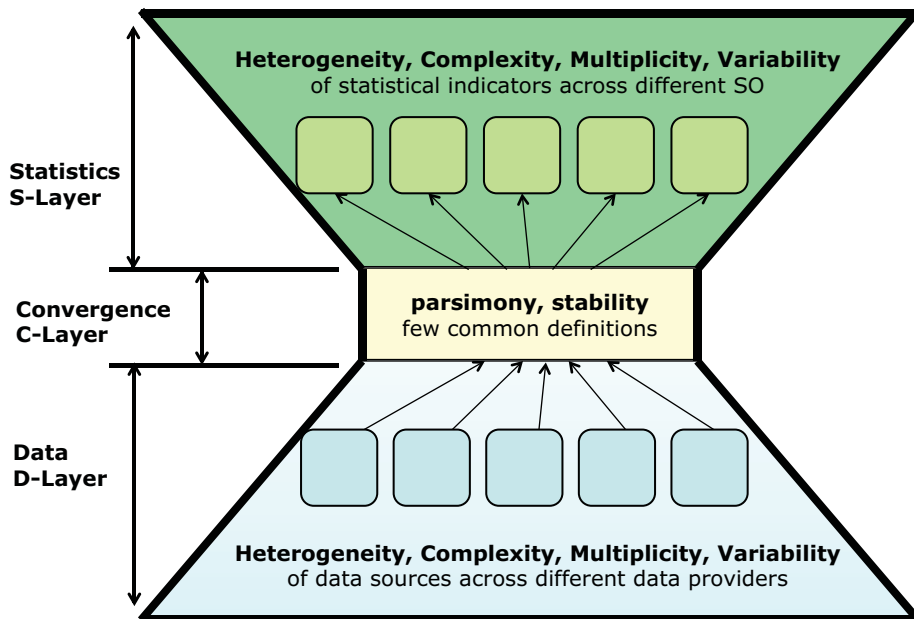 Heterogeneity, Complexity, Multiplicity, Variability
of statistical indicators across different SO
Statistics
S-Layer
parsimony, stability
few common definitions
Convergence
C-Layer
Data
D-Layer
Heterogeneity, Complexity, Multiplicity, Variability
of data sources across different data providers